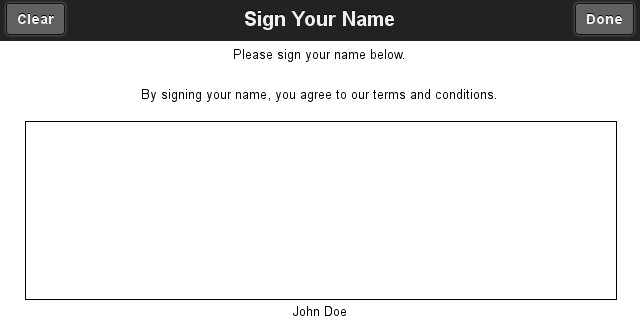 Clear Sign Your Name Done
Please sign your name below.
By signing your name, you agree to our terms and conditions.
John Doe